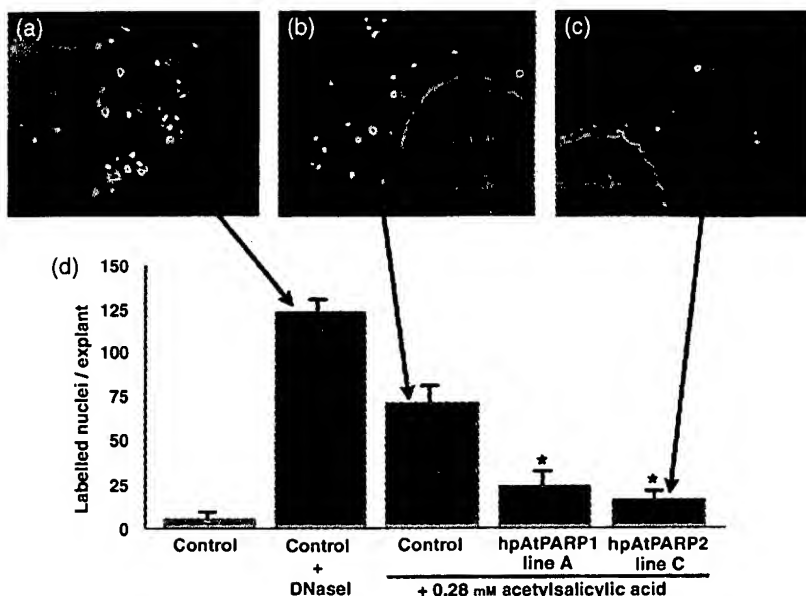 (a)
(b)
(c)
(d)
Labelled nuclei / explant
150
125
100
75
50
25
0
*
*
Control
Control + DNaseI
Control
hpAtPARP1 line A
hpAtPARP2 line C
+ 0.28 mM acetylsalicylic acid